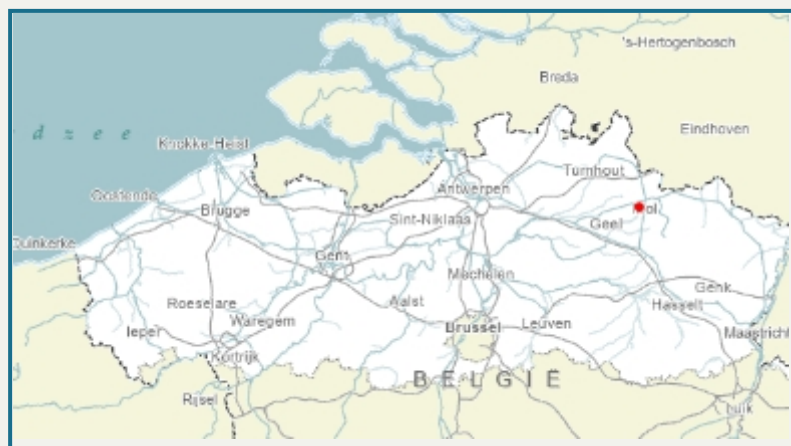 's-Hertogenbosch
Breda
d z e e
Eindhoven
Knokke-Heist
Turnhout
Antwerpen
Oostende
Brugge
Sint-Niklaas
Mol
Geel
Duinkerke
Gent
Mechelen
Genk
Roeselare
Aalst
Hasselt
Ieper
Waregem
Brussel
Leuven
Maastricht
Kortrijk
BELGIË
Rijsel
Luik